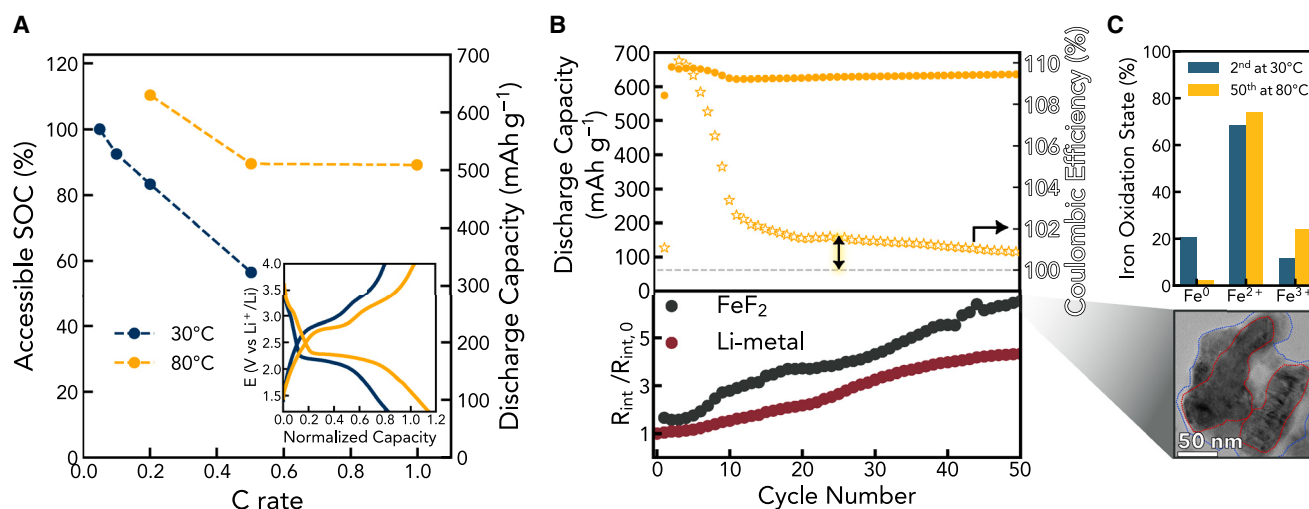 A
Accessible SOC (%)
120
100
80
60
40
20
0
0.0
0.2
0.4
0.6
0.8
1.0
C rate
700
600
500
400
300
200
100
0
Discharge Capacity (mAh g⁻¹)
30°C
80°C
E (V vs Li⁺/Li)
4.0
3.5
3.0
2.5
2.0
1.5
0.0 0.2 0.4 0.6 0.8 1.0 1.2
Normalized Capacity
B
Discharge Capacity
(mAh g⁻¹)
700
600
500
400
300
200
100
0
110
108
106
104
102
100
Coulombic Efficiency (%)
FeF₂
Li-metal
R_int/R_int,0
5
3
1
0
10
20
30
40
50
Cycle Number
C
Iron Oxidation State (%)
100
80
60
40
20
0
2nd at 30°C
50th at 80°C
Fe⁰
Fe²⁺
Fe³⁺
50 nm